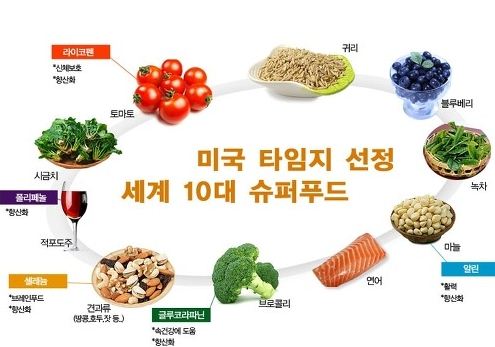 라이코펜
*신체보호
*항산화
토마토
귀리
블루베리
시금치
미국 타임지 선정
세계 10대 슈퍼푸드
녹차
폴리페놀
*항산화
적포도주
마늘
알린
*활력
*항산화
셀레늄
*브레인푸드
*항산화
견과류
(땅콩,호두,잣 등..)
글루코라파닌
*속건강에 도움
*항산화
브로콜리
연어